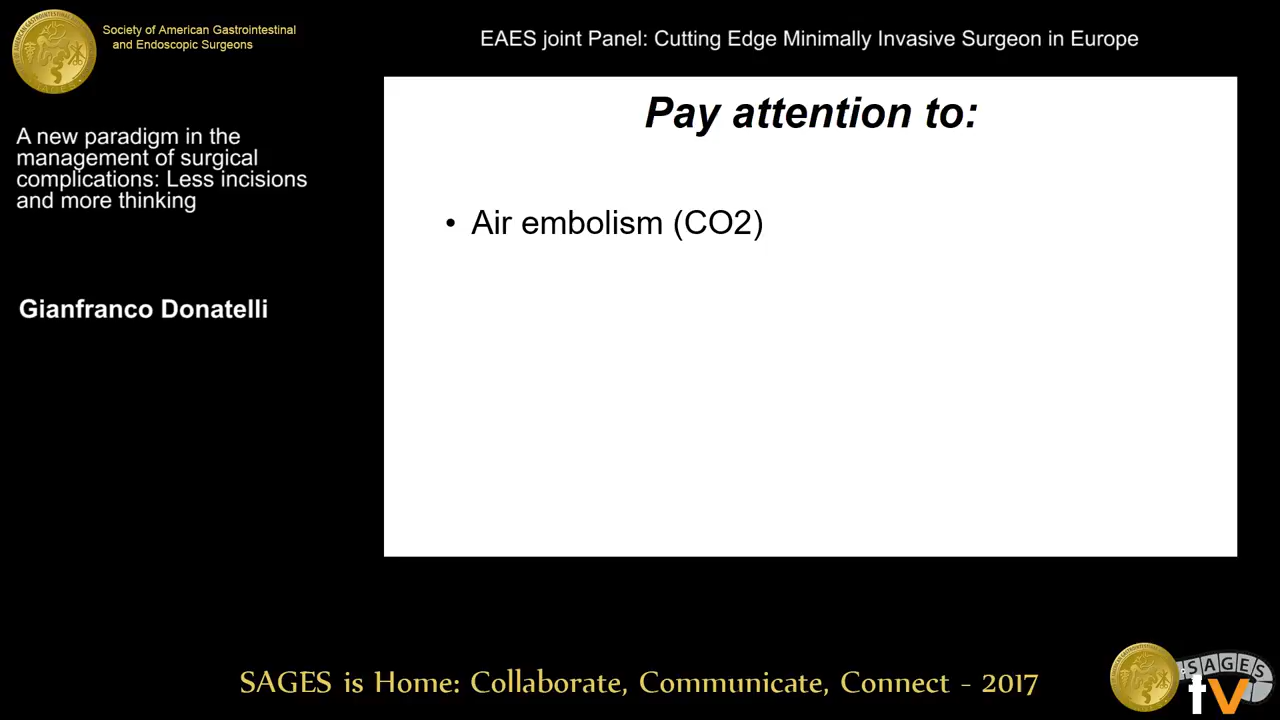 Society of American Gastrointestinal
and Endoscopic Surgeons
EAES joint Panel: Cutting Edge Minimally Invasive Surgeon in Europe
A new paradigm in the
management of surgical
complications: Less incisions
and more thinking
Gianfranco Donatelli
Pay attention to:
• Air embolism (CO2)
SAGES is Home: Collaborate, Communicate, Connect - 2017
SAGES
tv